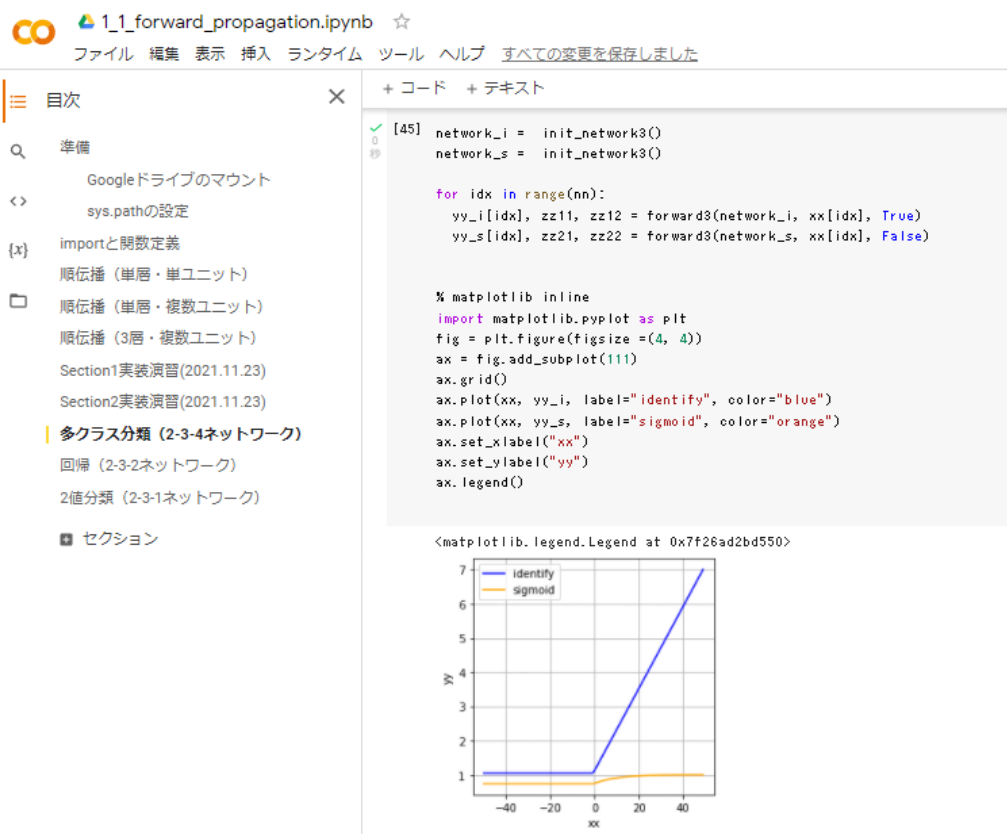 CO 1_1_forward_propagation.ipynb
ファイル 編集 表示 挿入 ランタイム ツール ヘルプ すべての変更を保存しました
目次
準備
Googleドライブのマウント
sys.pathの設定
importと関数定義
順伝播（単層・単ユニット）
順伝播（単層・複数ユニット）
順伝播（3層・複数ユニット）
Section1実装演習(2021.11.23)
Section2実装演習(2021.11.23)
多クラス分類（2-3-4ネットワーク）
回帰（2-3-2ネットワーク）
2値分類（2-3-1ネットワーク）
セクション
+ コード + テキスト
0
秒
[45] network_i =  init_network3()
network_s =  init_network3()
for idx in range(nn):
  yy_i[idx], zz11, zz12 = forward3(network_i, xx[idx], True)
  yy_s[idx], zz21, zz22 = forward3(network_s, xx[idx], False)
% matplotlib inline
import matplotlib.pyplot as plt
fig = plt.figure(figsize =(4, 4))
ax = fig.add_subplot(111)
ax.grid()
ax.plot(xx, yy_i, label="identify", color="blue")
ax.plot(xx, yy_s, label="sigmoid", color="orange")
ax.set_xlabel("xx")
ax.set_ylabel("yy")
ax.legend()
<matplotlib.legend.Legend at 0x7f26ad2bd550>
identify
sigmoid
7
6
5
4
3
2
1
yy
−40 −20 0 20 40
xx
{x}